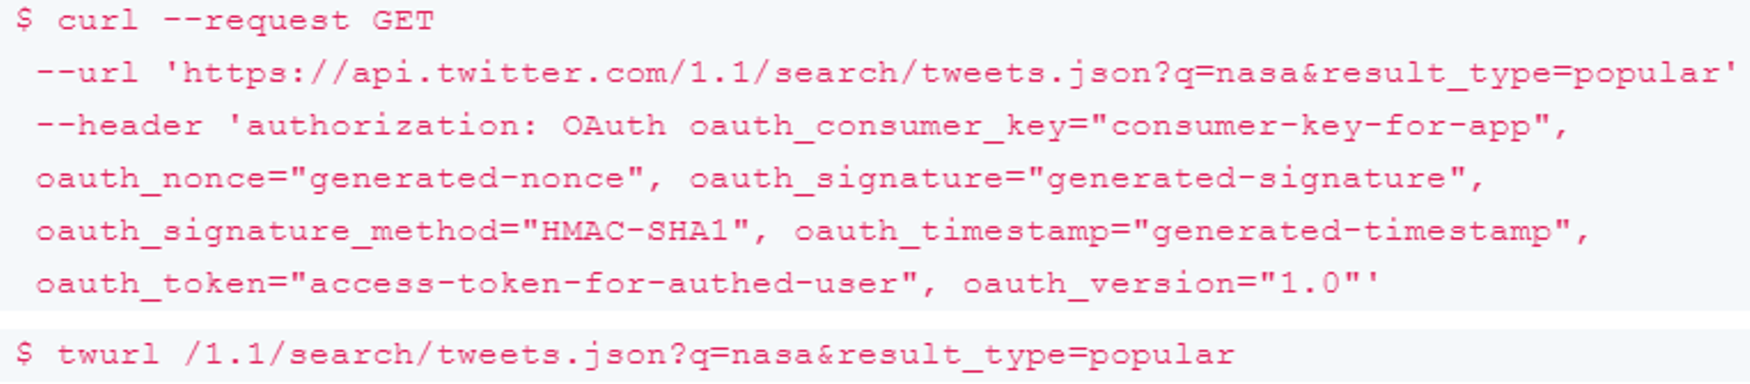 $ curl --request GET
--url 'https://api.twitter.com/1.1/search/tweets.json?q=nasa&result_type=popular'
--header 'authorization: OAuth oauth_consumer_key="consumer-key-for-app",
oauth_nonce="generated-nonce", oauth_signature="generated-signature",
oauth_signature_method="HMAC-SHA1", oauth_timestamp="generated-timestamp",
oauth_token="access-token-for-authed-user", oauth_version="1.0"'
$ twurl /1.1/search/tweets.json?q=nasa&result_type=popular